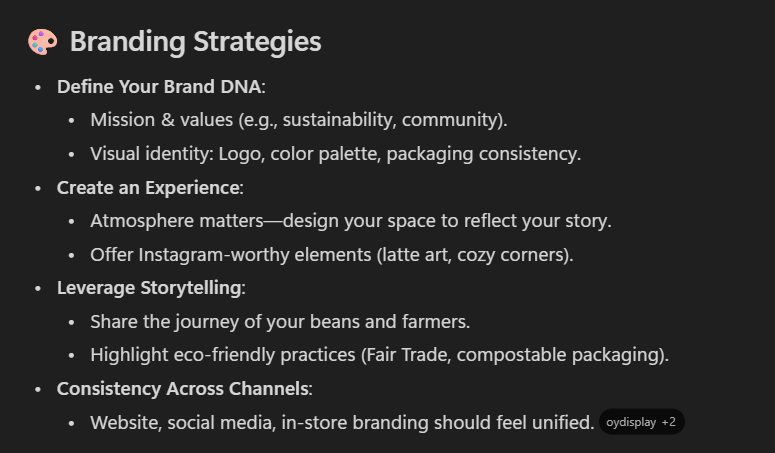 🎨 Branding Strategies
• Define Your Brand DNA:
• Mission & values (e.g., sustainability, community).
• Visual identity: Logo, color palette, packaging consistency.
• Create an Experience:
• Atmosphere matters—design your space to reflect your story.
• Offer Instagram-worthy elements (latte art, cozy corners).
• Leverage Storytelling:
• Share the journey of your beans and farmers.
• Highlight eco-friendly practices (Fair Trade, compostable packaging).
• Consistency Across Channels:
• Website, social media, in-store branding should feel unified. oydisplay +2